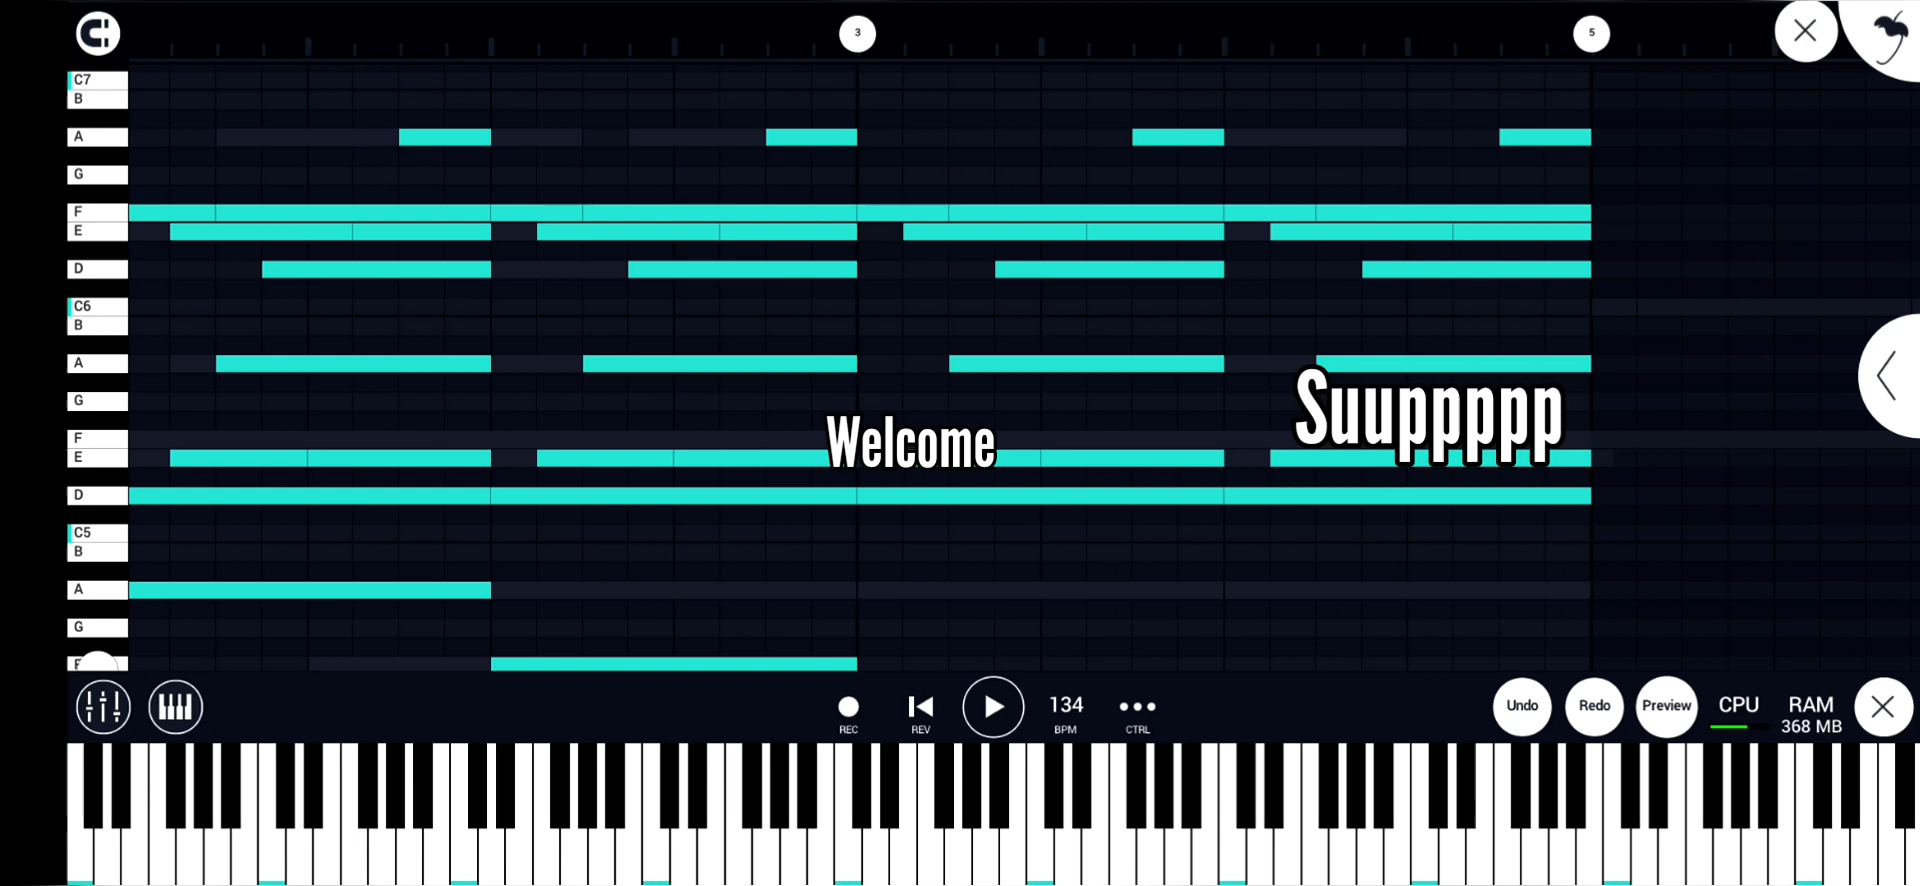 3
5
C7
B
A
G
F
E
D
C6
B
A
G
F
E
D
C5
B
A
G
Welcome
Suuppppp
REC
REV
134
BPM
CTRL
Undo
Redo
Preview
CPU
RAM
368 MB